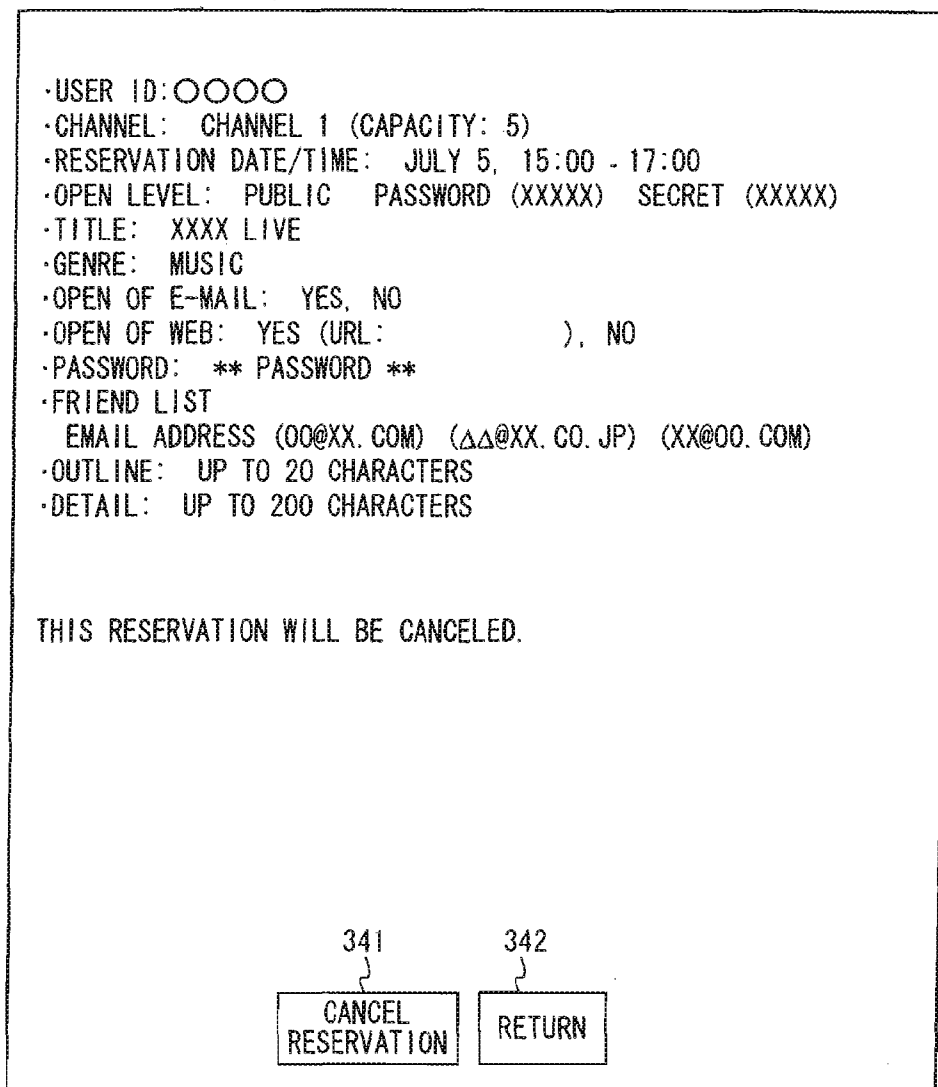 ·USER ID:○○○○
·CHANNEL: CHANNEL 1 (CAPACITY: 5)
·RESERVATION DATE/TIME: JULY 5, 15:00 - 17:00
·OPEN LEVEL: PUBLIC PASSWORD (XXXXX) SECRET (XXXXX)
·TITLE: XXXX LIVE
·GENRE: MUSIC
·OPEN OF E-MAIL: YES, NO
·OPEN OF WEB: YES (URL: ), NO
·PASSWORD: ** PASSWORD **
·FRIEND LIST
EMAIL ADDRESS (OO@XX.COM) (△△@XX.CO.JP) (XX@OO.COM)
·OUTLINE: UP TO 20 CHARACTERS
·DETAIL: UP TO 200 CHARACTERS
THIS RESERVATION WILL BE CANCELED.
341 342
CANCEL
RESERVATION
RETURN